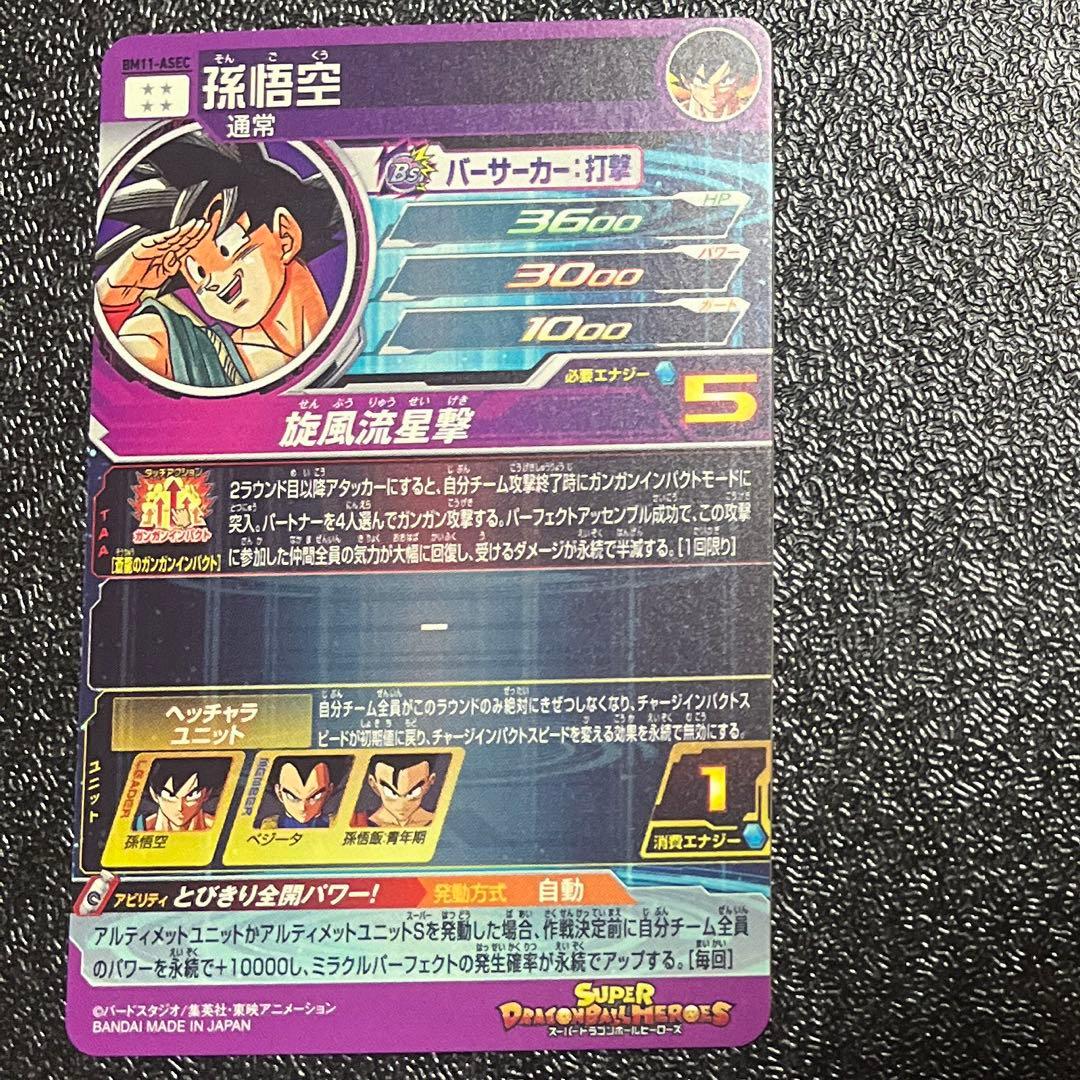 BM11-ASEC
そん ご くう
孫悟空
通常
Bs バーサーカー:打撃
HP
3600
パワー
3000
ガード
1000
必要エナジー 5
せん ぷう りゅう せい げき
旋風流星撃
TAA
タッチアクション
ガンガンインパクト
[蒼龍のガンガンインパクト]
2ラウンド目以降アタッカーにすると、自分チーム攻撃終了時にガンガンインパクトモードに
突入。パートナーを4人選んでガンガン攻撃する。パーフェクトアッセンブル成功で、この攻撃
に参加した仲間全員の気力が大幅に回復し、受けるダメージが永続で半減する。[1回限り]
ー
ユニット
ヘッチャラ
ユニット
自分チーム全員がこのラウンドのみ絶対にきぜつしなくなり、チャージインパクトス
ピードが初期値に戻り、チャージインパクトスピードを変える効果を永続で無効にする。
LEADER
孫悟空
MEMBER
ベジータ
孫悟飯:青年期
1
消費エナジー
アビリティ とびきり全開パワー! 発動方式 自動
アルティメットユニットかアルティメットユニットSを発動した場合、作戦決定前に自分チーム全員
のパワーを永続で+10000し、ミラクルパーフェクトの発生確率が永続でアップする。[毎回]
©バードスタジオ/集英社・東映アニメーション
BANDAI MADE IN JAPAN
SUPER
DRAGONBALL HEROES
スーパードラゴンボールヒーローズ